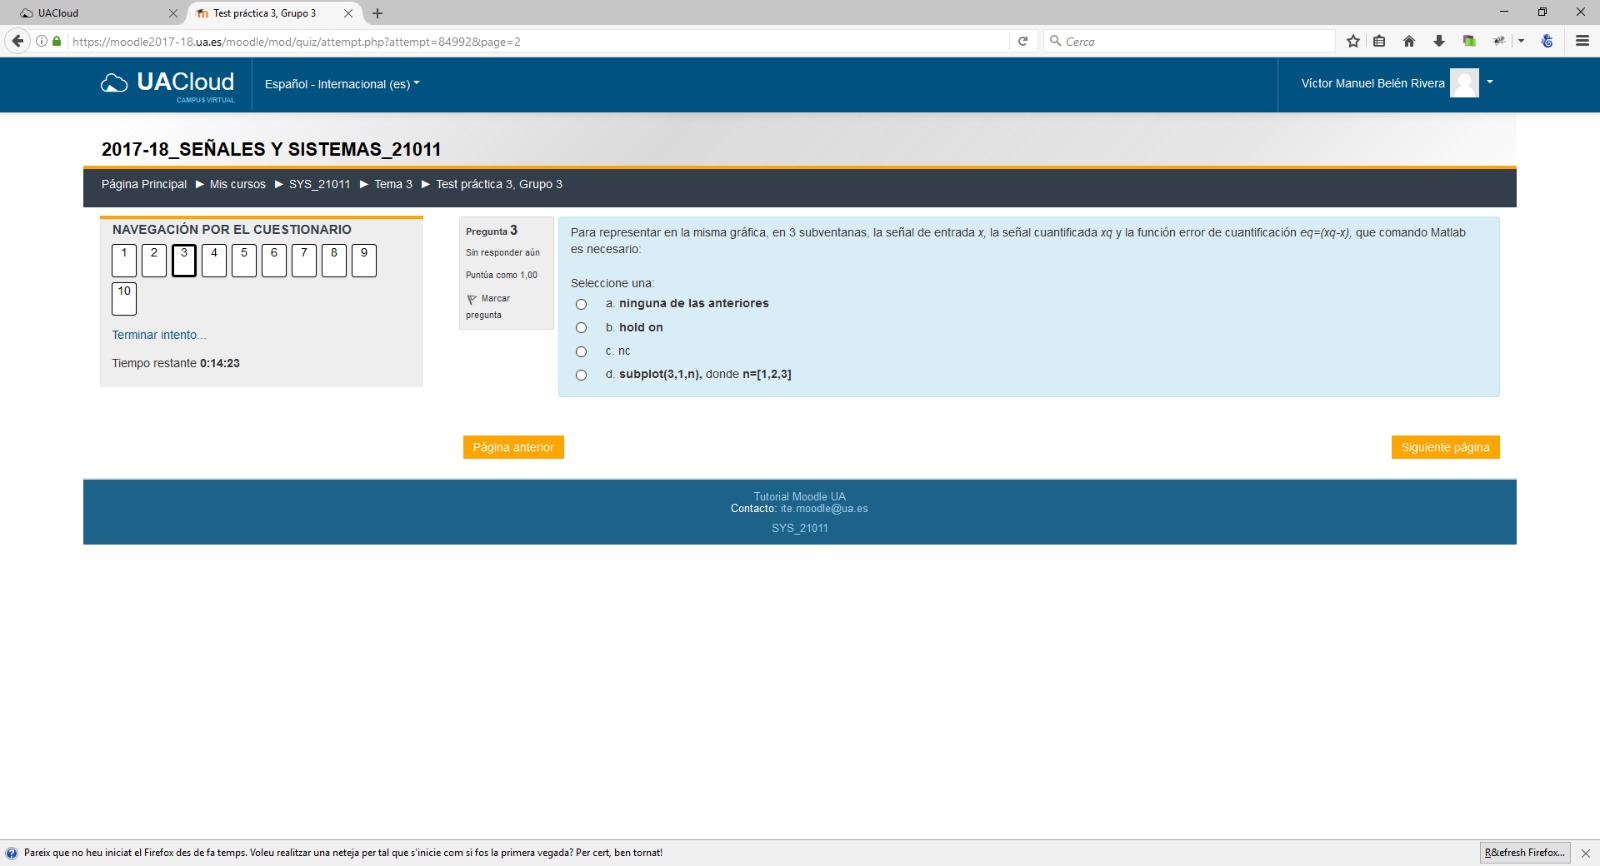 UACloud
Test práctica 3, Grupo 3
https://moodle2017-18.ua.es/moodle/mod/quiz/attempt.php?attempt=84992&page=2
Cerca
UACloud
CAMPUS VIRTUAL
Español - Internacional (es)
Víctor Manuel Belén Rivera
2017-18_SEÑALES Y SISTEMAS_21011
Página Principal ► Mis cursos ► SYS_21011 ► Tema 3 ► Test práctica 3, Grupo 3
NAVEGACIÓN POR EL CUESTIONARIO
1 2 3 4 5 6 7 8 9
10
Terminar intento...
Tiempo restante 0:14:23
Pregunta 3
Sin responder aún
Puntúa como 1,00
Marcar
pregunta
Para representar en la misma gráfica, en 3 subventanas, la señal de entrada x, la señal cuantificada xq y la función error de cuantificación eq=(xq-x), que comando Matlab
es necesario:
Seleccione una:
a. ninguna de las anteriores
b. hold on
c. nc
d. subplot(3,1,n), donde n=[1,2,3]
Página anterior
Siguiente página
Tutorial Moodle UA
Contacto: ite.moodle@ua.es
SYS_21011
Pareix que no heu iniciat el Firefox des de fa temps. Voleu realitzar una neteja per tal que s'inicie com si fos la primera vegada? Per cert, ben tornat!
R&efresh Firefox...